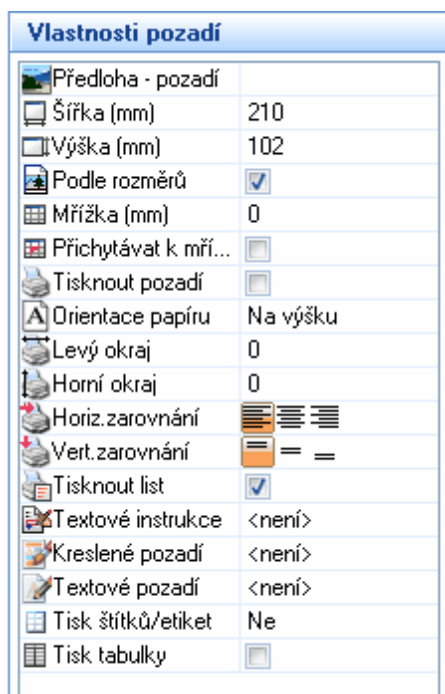 Vlastnosti pozadí
Předloha - pozadí
Šířka (mm) 210
Výška (mm) 102
Podle rozměrů
Mřížka (mm) 0
Přichytávat k mří...
Tisknout pozadí
Orientace papíru Na výšku
Levý okraj 0
Horní okraj 0
Horiz.zarovnání
Vert.zarovnání
Tisknout list
Textové instrukce <není>
Kreslené pozadí <není>
Textové pozadí <není>
Tisk štítků/etiket Ne
Tisk tabulky